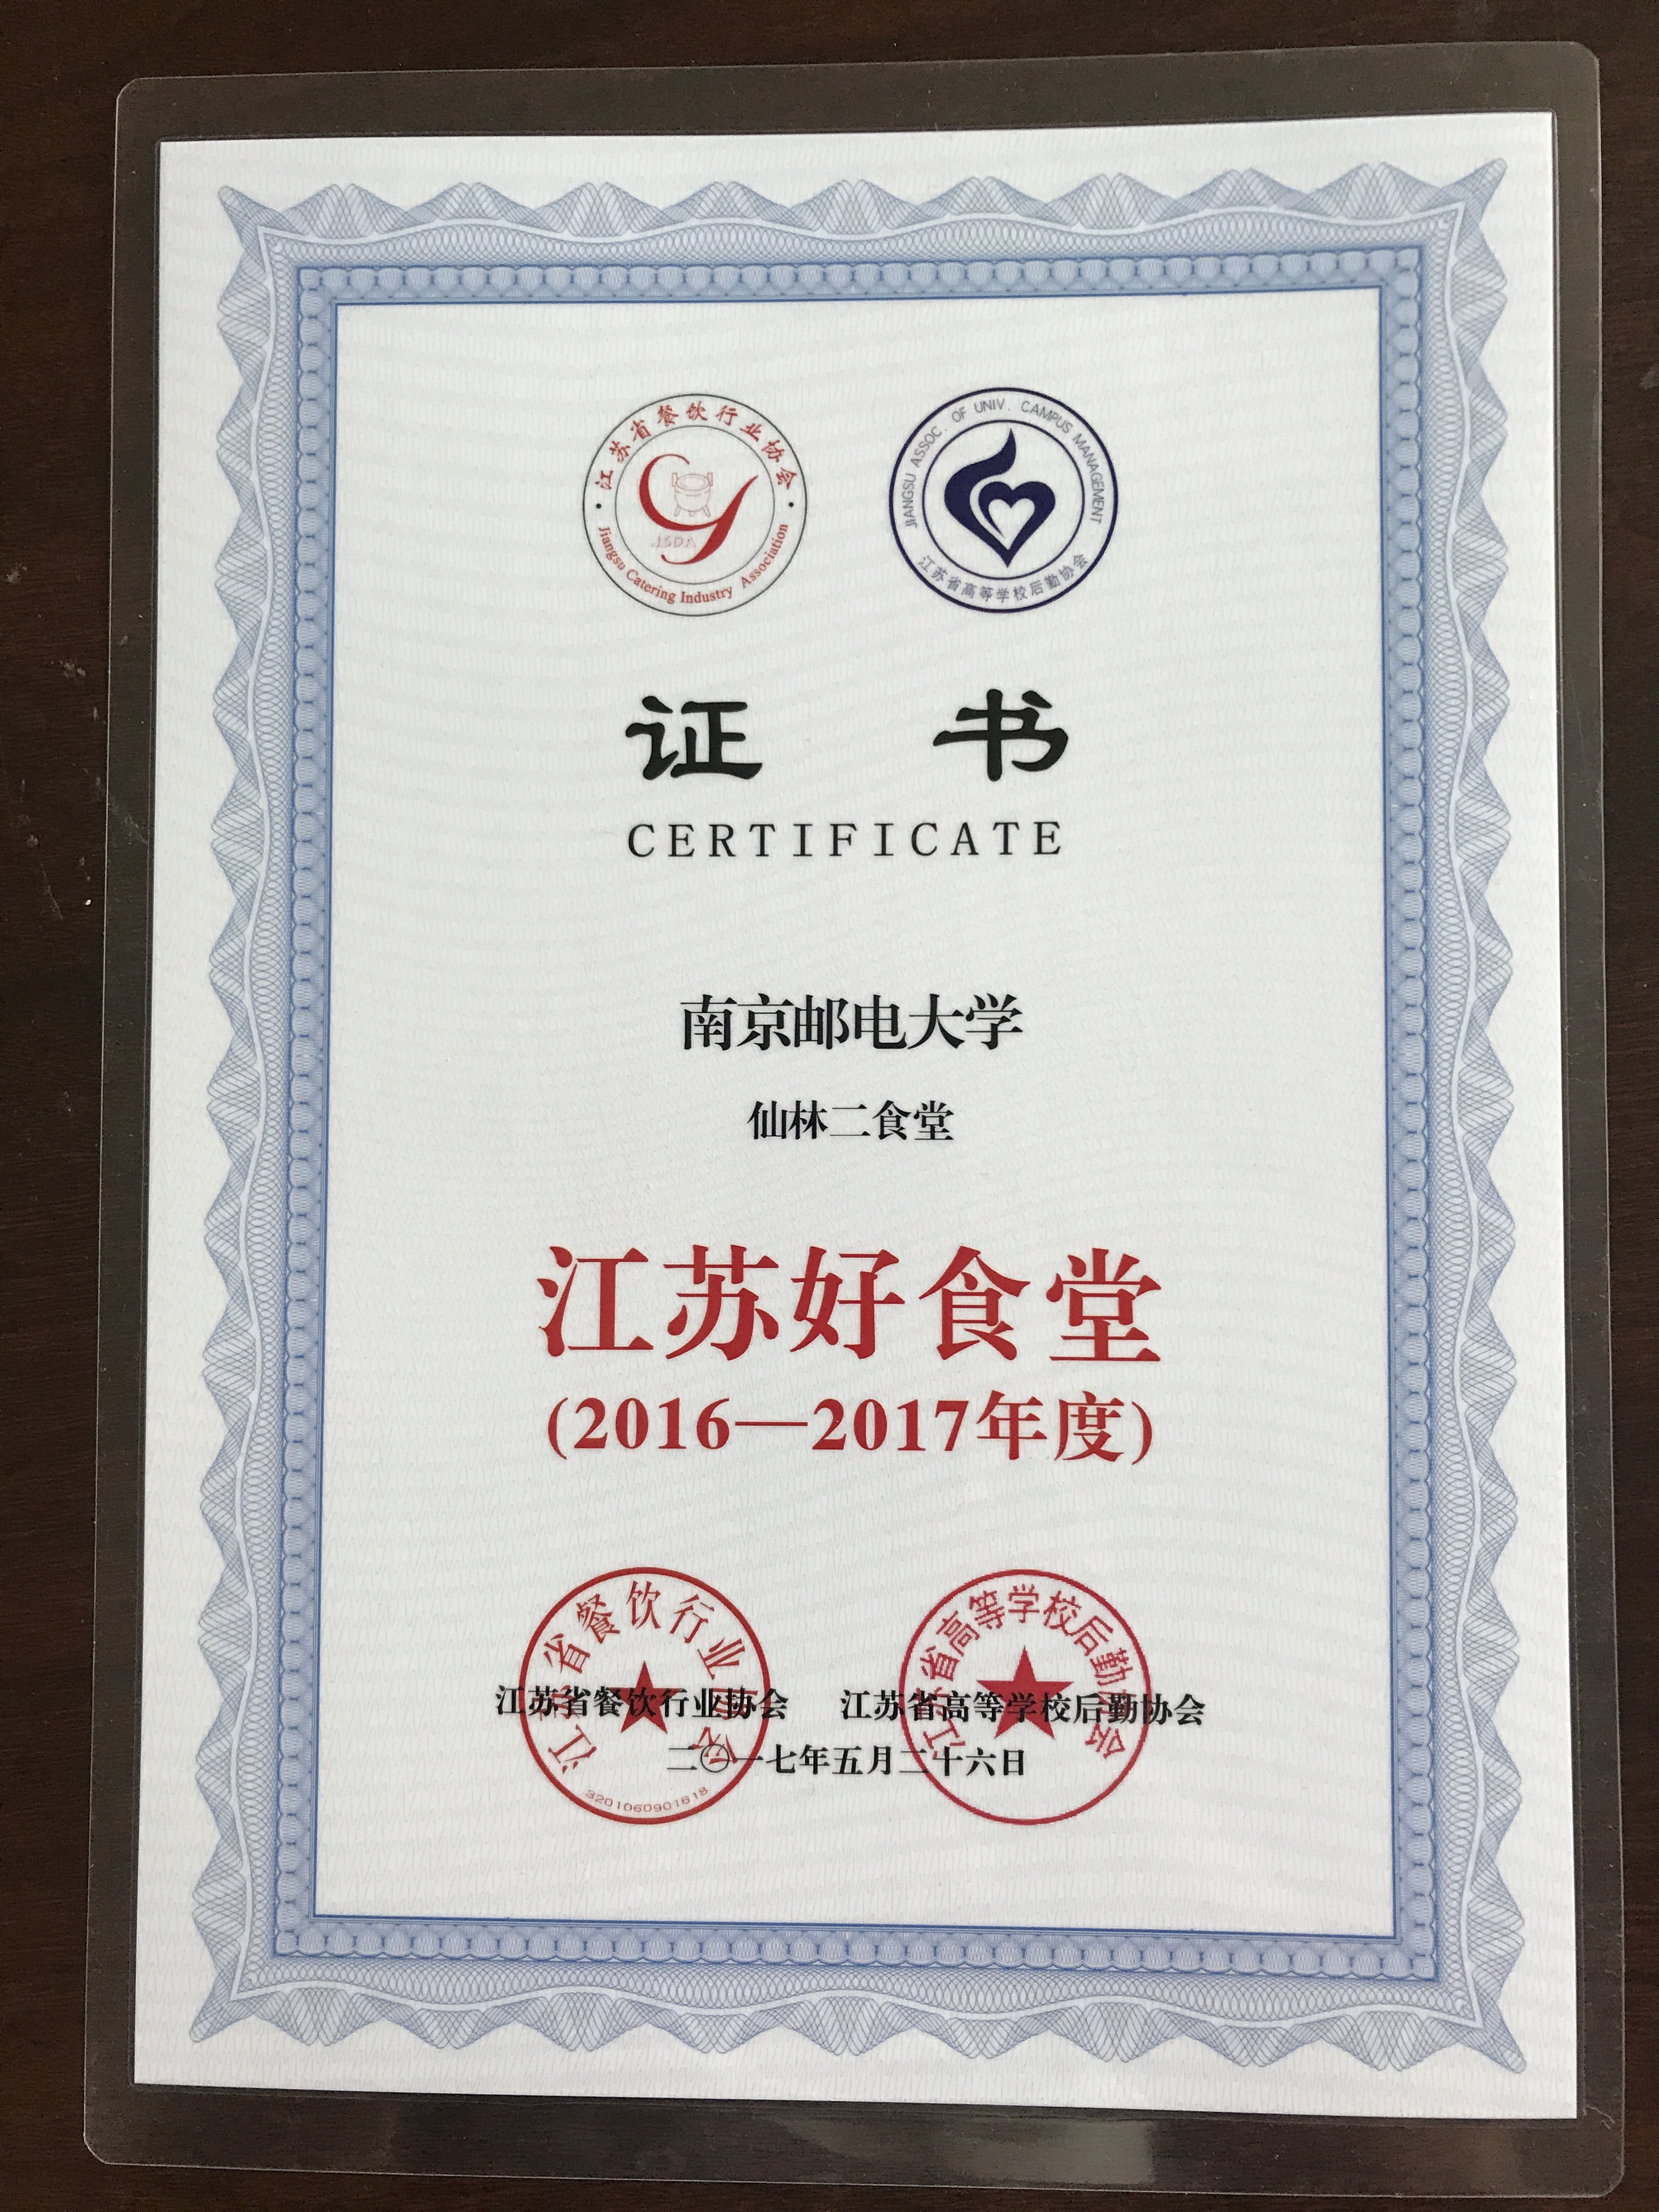 江苏省餐饮行业协会
JSDA
Jiangsu Catering Industry Association
JIANGSU ASSOC. OF UNIV. CAMPUS MANAGEMENT
江苏省高等学校后勤协会
证书
CERTIFICATE
南京邮电大学
仙林二食堂
江苏好食堂
(2016—2017年度)
江苏省餐饮行业协会
3201060901618
江苏省高等学校后勤协会
江苏省餐饮行业协会 江苏省高等学校后勤协会
二〇一七年五月二十六日